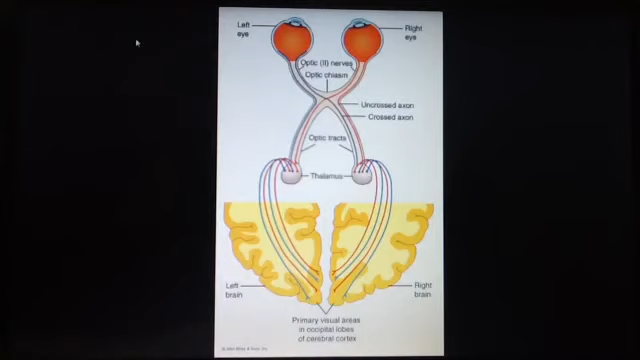 Left
eye
Right
eye
Optic (II) nerves
Optic chiasm
Uncrossed axon
Crossed axon
Optic tracts
Thalamus
Left
brain
Right
brain
Primary visual areas
in occipital lobes
of cerebral cortex